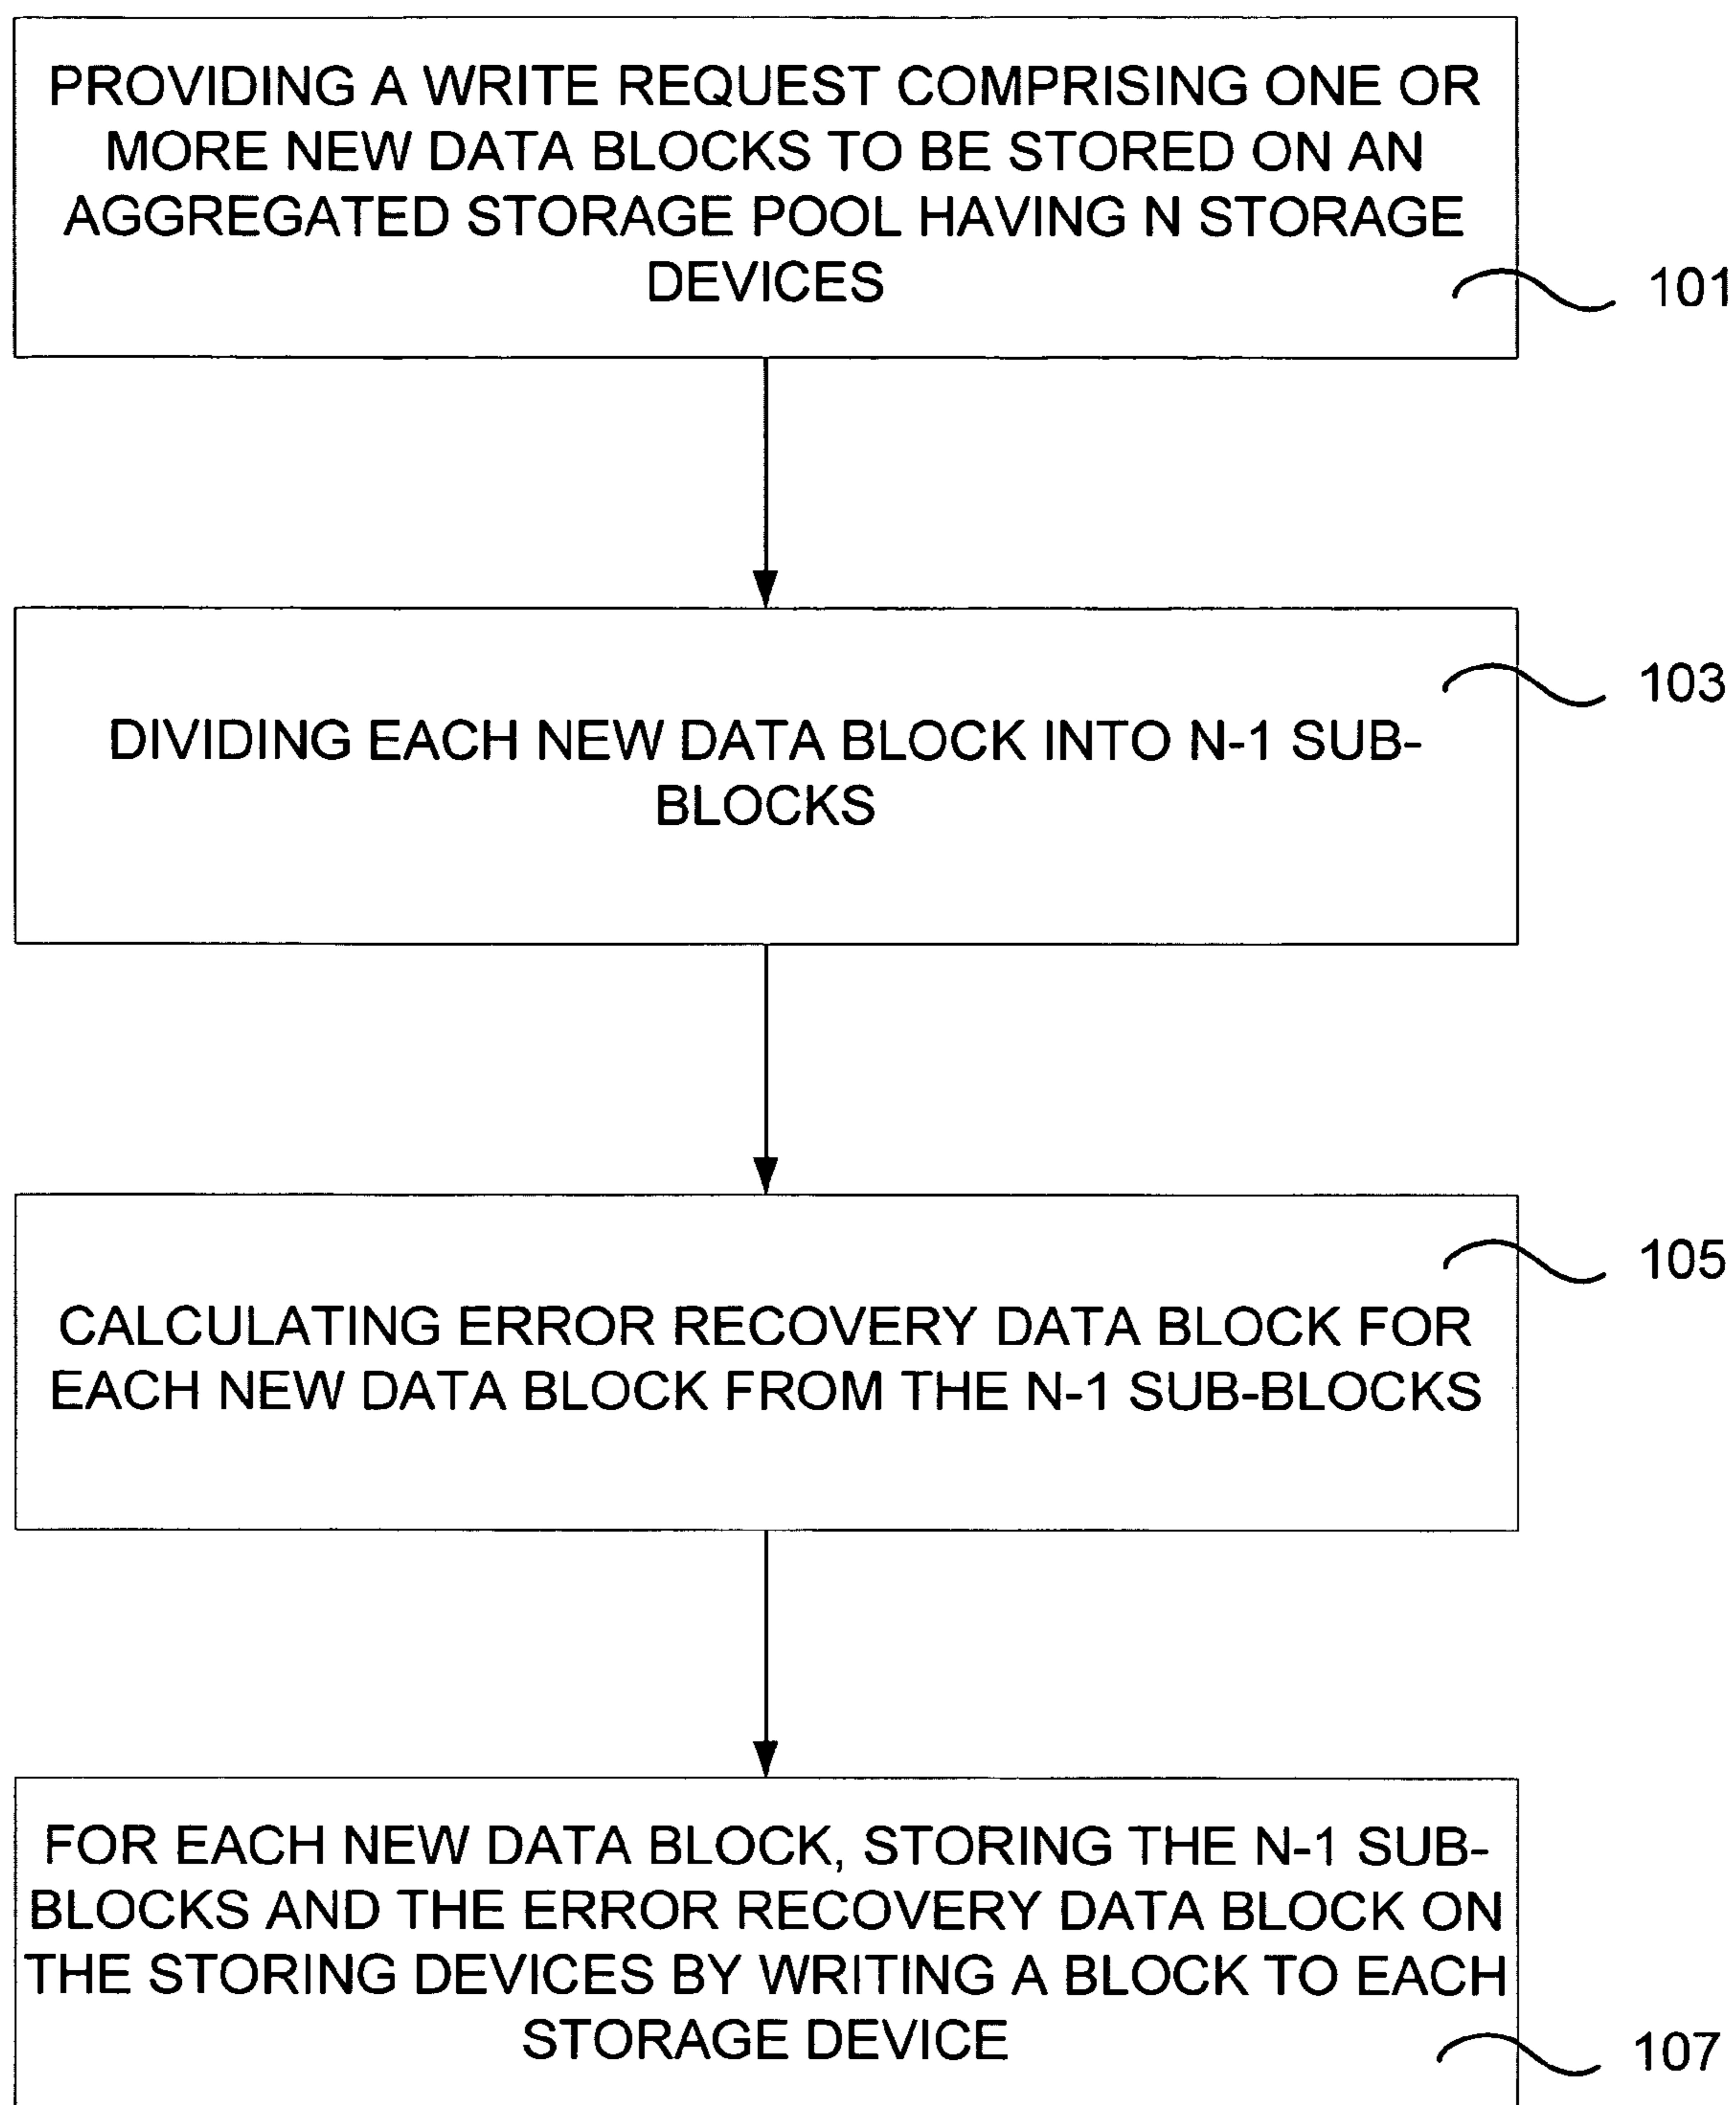 PROVIDING A WRITE REQUEST COMPRISING ONE OR
MORE NEW DATA BLOCKS TO BE STORED ON AN
AGGREGATED STORAGE POOL HAVING N STORAGE
DEVICES
101
103
DIVIDING EACH NEW DATA BLOCK INTO N-1 SUB-
BLOCKS
105
CALCULATING ERROR RECOVERY DATA BLOCK FOR
EACH NEW DATA BLOCK FROM THE N-1 SUB-BLOCKS
FOR EACH NEW DATA BLOCK, STORING THE N-1 SUB-
BLOCKS AND THE ERROR RECOVERY DATA BLOCK ON
THE STORING DEVICES BY WRITING A BLOCK TO EACH
STORAGE DEVICE
107